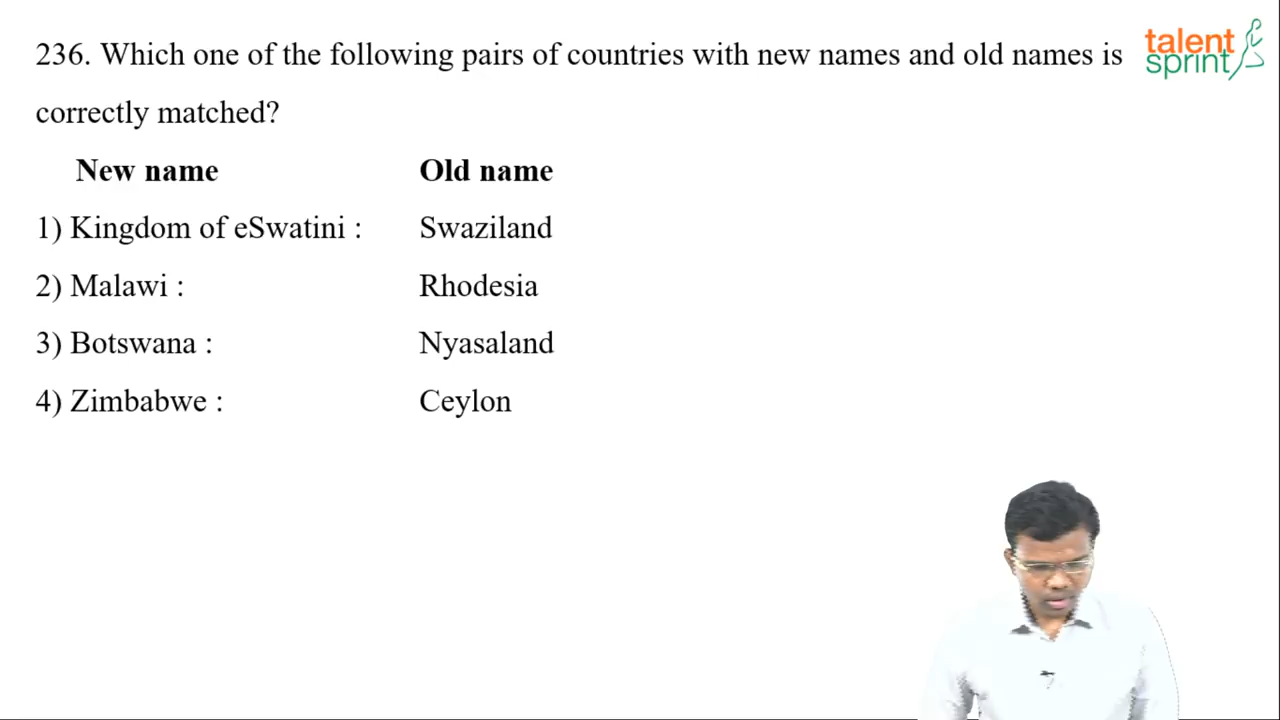 236. Which one of the following pairs of countries with new names and old names is
correctly matched?
New name Old name
1) Kingdom of eSwatini : Swaziland
2) Malawi : Rhodesia
3) Botswana : Nyasaland
4) Zimbabwe : Ceylon
talent
sprint